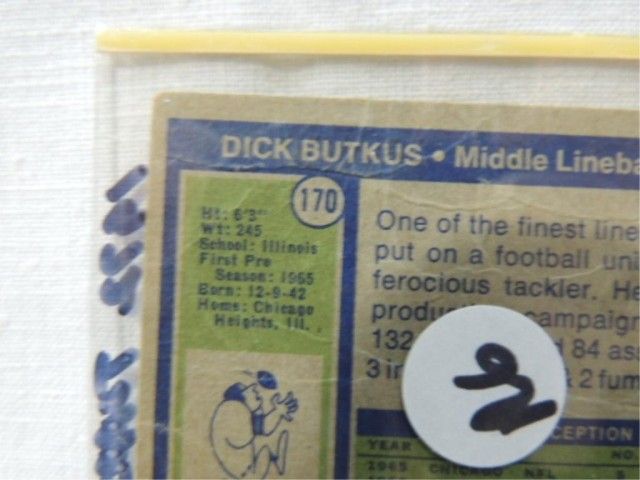 DICK BUTKUS • Middle Lineba
170
Ht: 6'3"
Wt: 245
School: Illinois
First Pro
Season: 1965
Born: 12-9-42
Home: Chicago
Heights, Ill.
One of the finest line
put on a football uni
ferocious tackler. He
campaign
132 84 as
3 in & 2 fum
CEPTION
YEAR NO.
1965 CHICAGO NFL